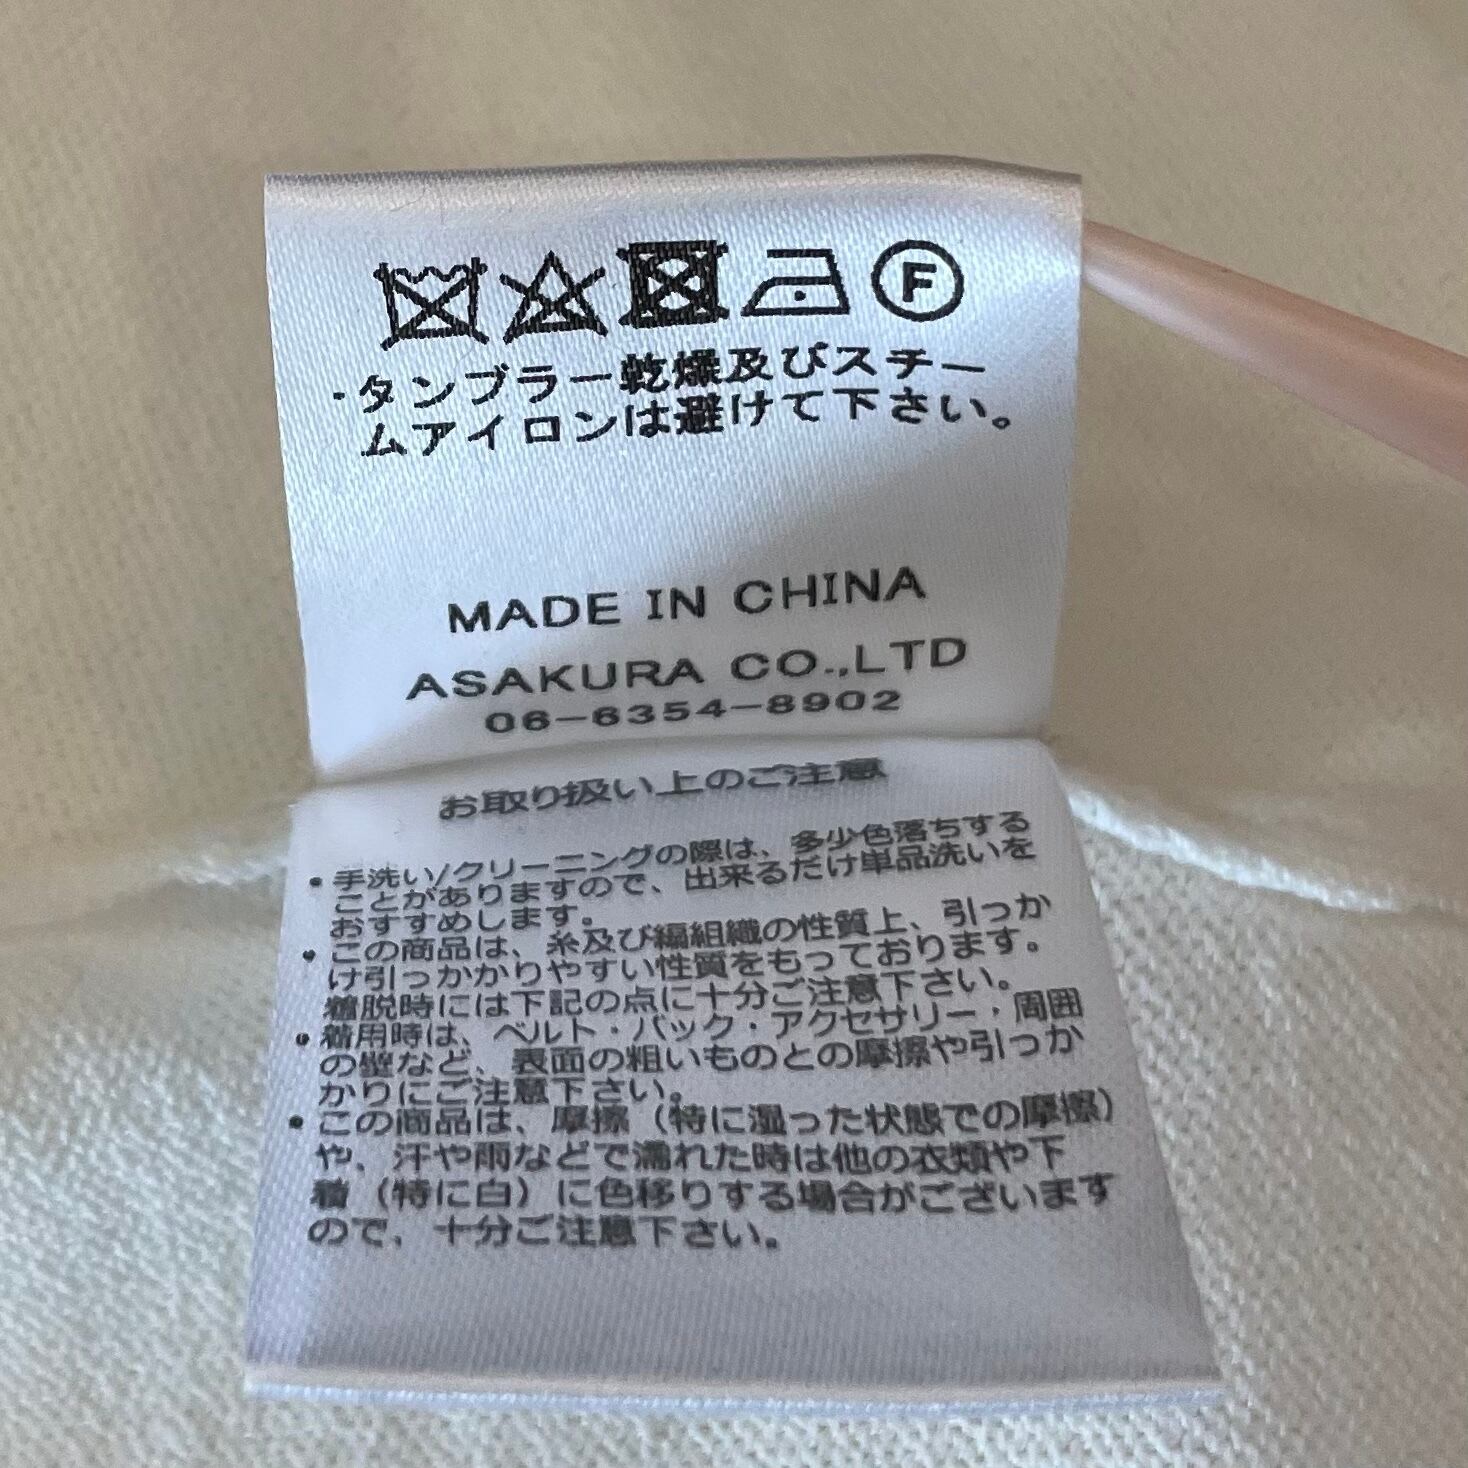 ・タンブラー乾燥及びスチー
ムアイロンは避けて下さい。
MADE IN CHINA
ASAKURA CO.,LTD
06-6354-8902
お取り扱い上のご注意
・手洗い/クリーニングの際は、多少色落ちする
ことがありますので、出来るだけ単品洗いを
おすすめします。
・この商品は、糸及び編組織の性質上、引っか
け引っかかりやすい性質をもっております。
着脱時には下記の点に十分ご注意下さい。
・着用時は、ベルト・バック・アクセサリー・周囲
の壁など、表面の粗いものとの摩擦や引っか
かりにご注意下さい。
・この商品は、摩擦（特に湿った状態での摩擦）
や、汗や雨などで濡れた時は他の衣類や下
着（特に白）に色移りする場合がございます
ので、十分ご注意下さい。